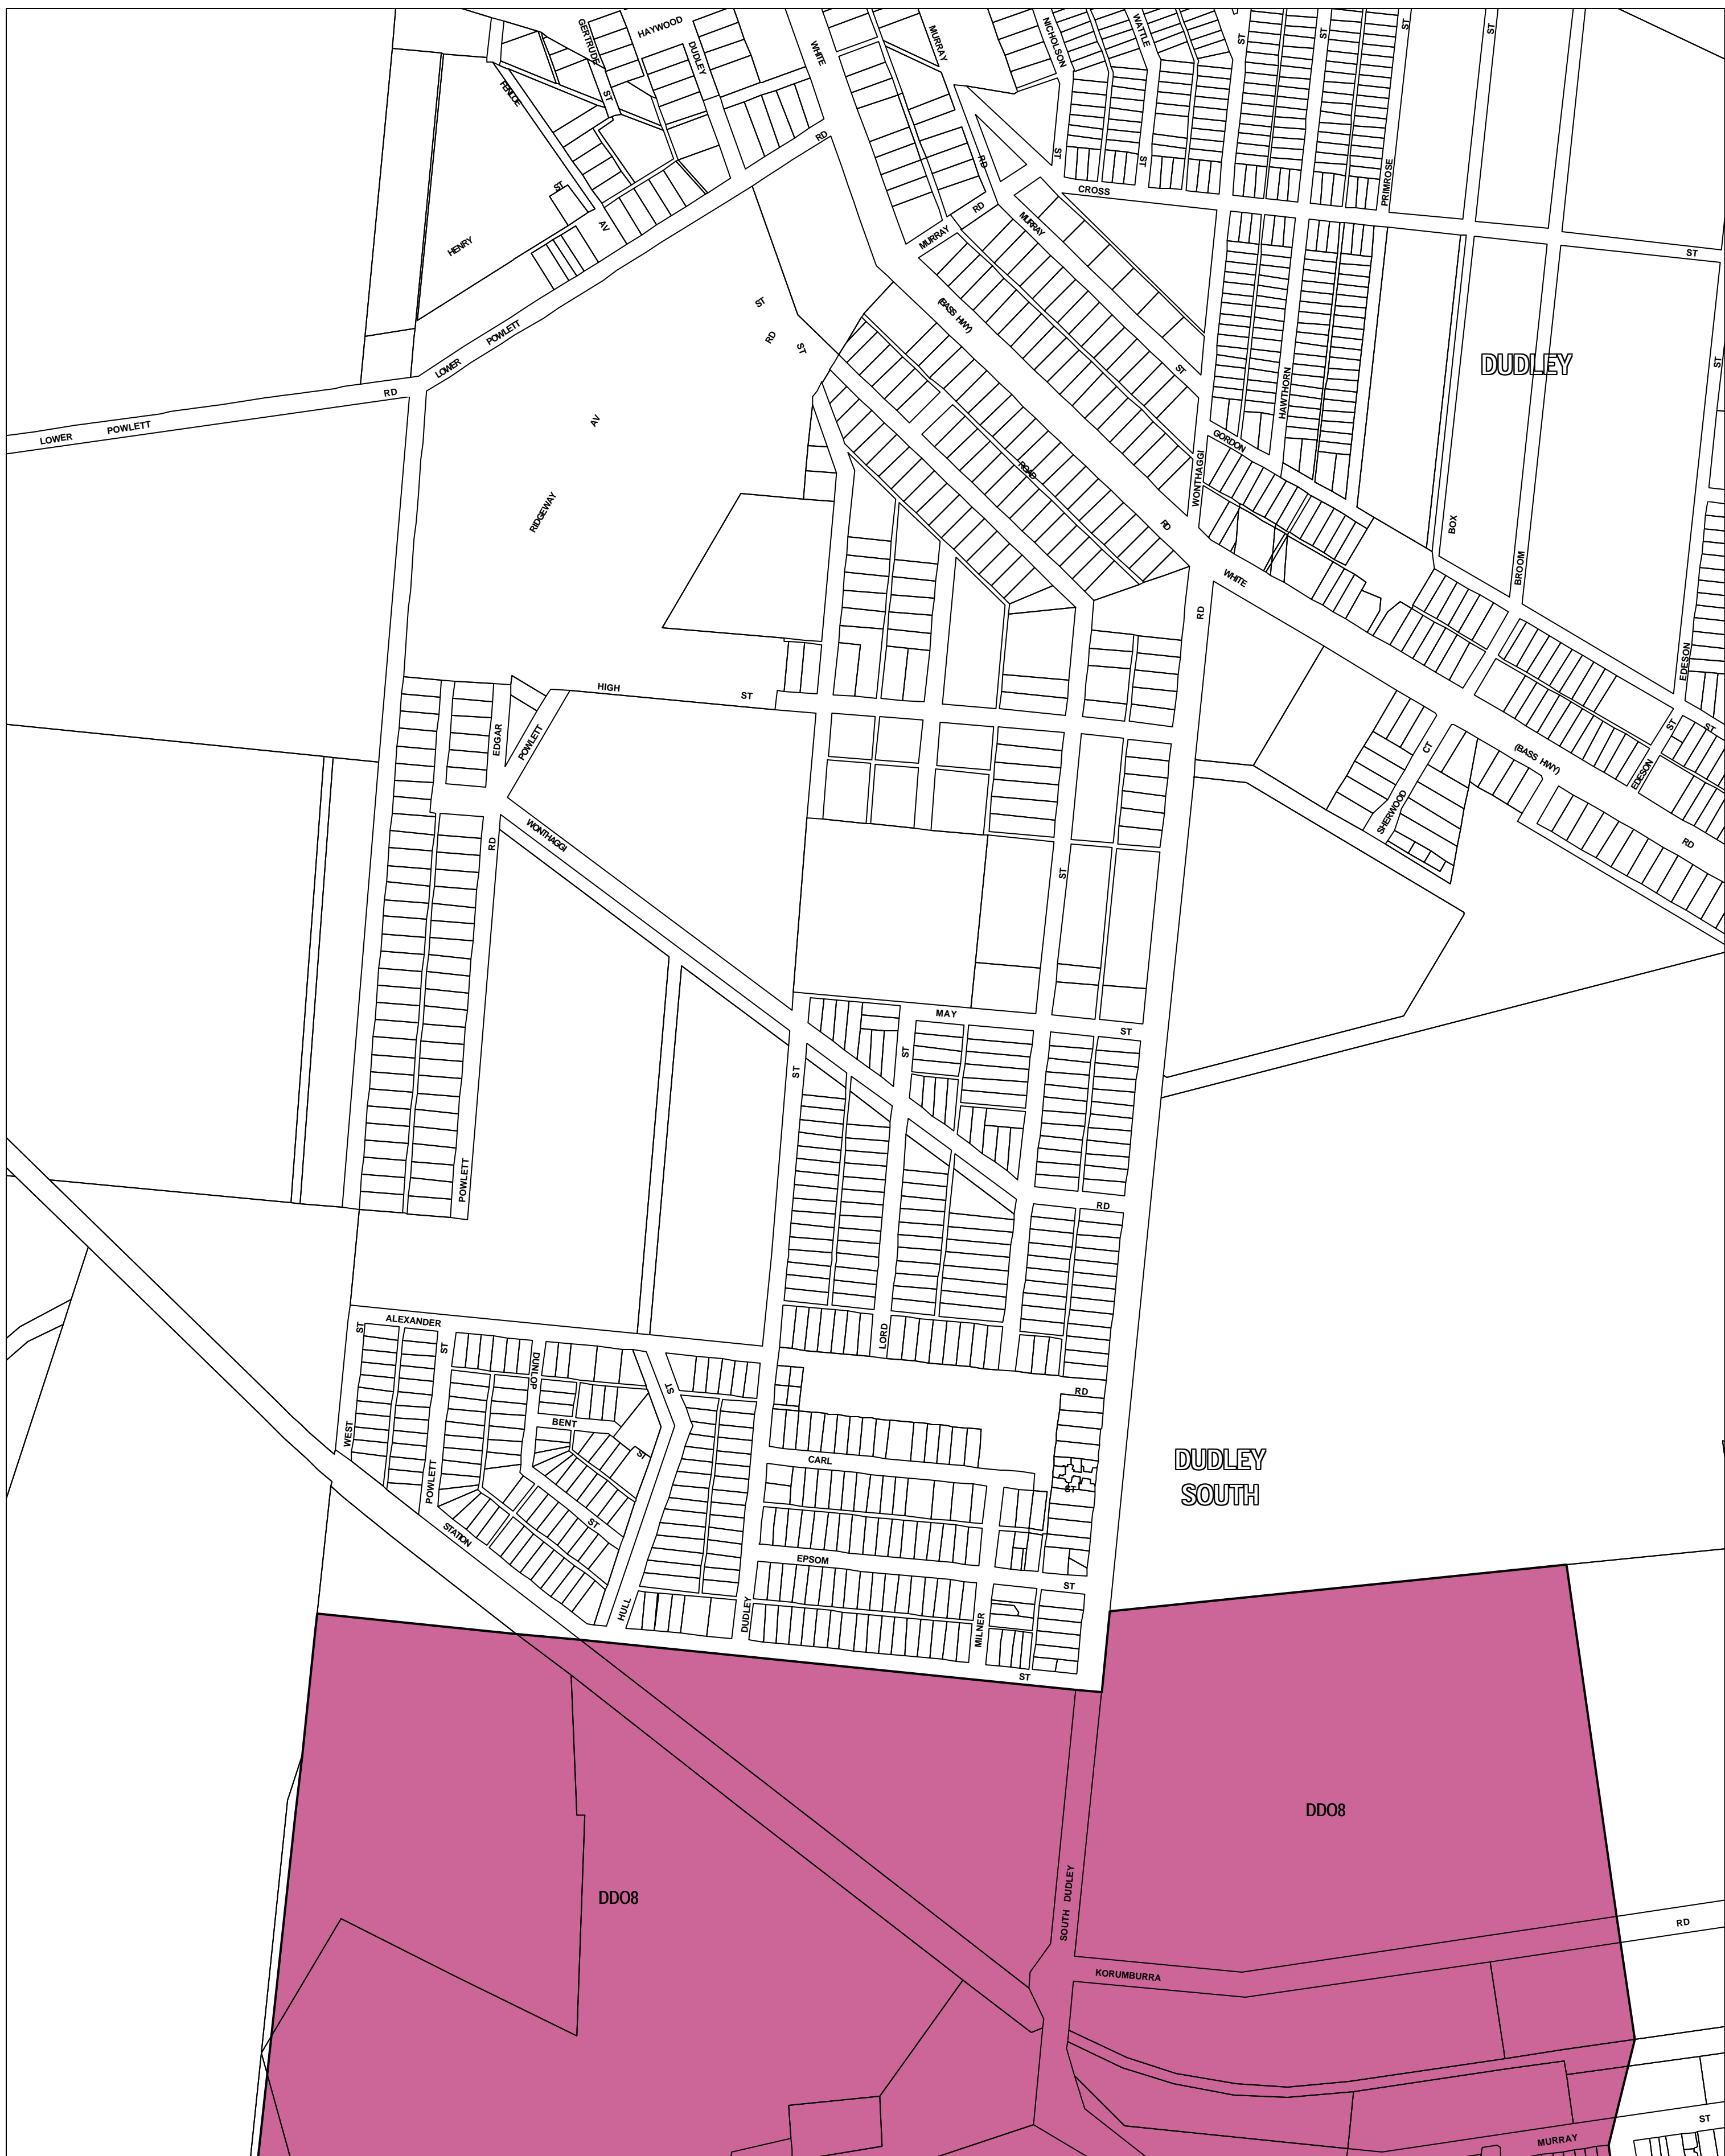 GERTRUDE
HAYWOOD
DUDLEY
WHITE
MURRAY
NICHOLSON
WATTLE
ST
ST
ST
ST
ST
RD
ST
ST
RD
PRIMROSE
CROSS
ST
AV
HENRY
RD
MURRAY
MURRAY
ST
ST
RD
ST
(BASS HWY)
LOWER POWLETT
LOWER POWLETT
RD
ST
HAWTHORN
DUDLEY
ST
AV
GORDON
ROAD
WONTHAGGI
RIDGEWAY
RD
BOX
BROOM
WHITE
RD
EDESON
HIGH
ST
EDGAR
POWLETT
CT
ST
ST
(BASS HWY)
EDESON
SHERWOOD
RD
WONTHAGGI
RD
ST
MAY
ST
ST
ST
POWLETT
RD
ALEXANDER
ST
ST
LORD
DUNLOP
ST
RD
BENT
WEST
ST
CARL
POWLETT
ST
DUDLEY
SOUTH
STATION
ST
EPSOM
ST
HULL
DUDLEY
MILNER
ST
DDO8
DDO8
SOUTH DUDLEY
RD
KORUMBURRA
ST
MURRAY